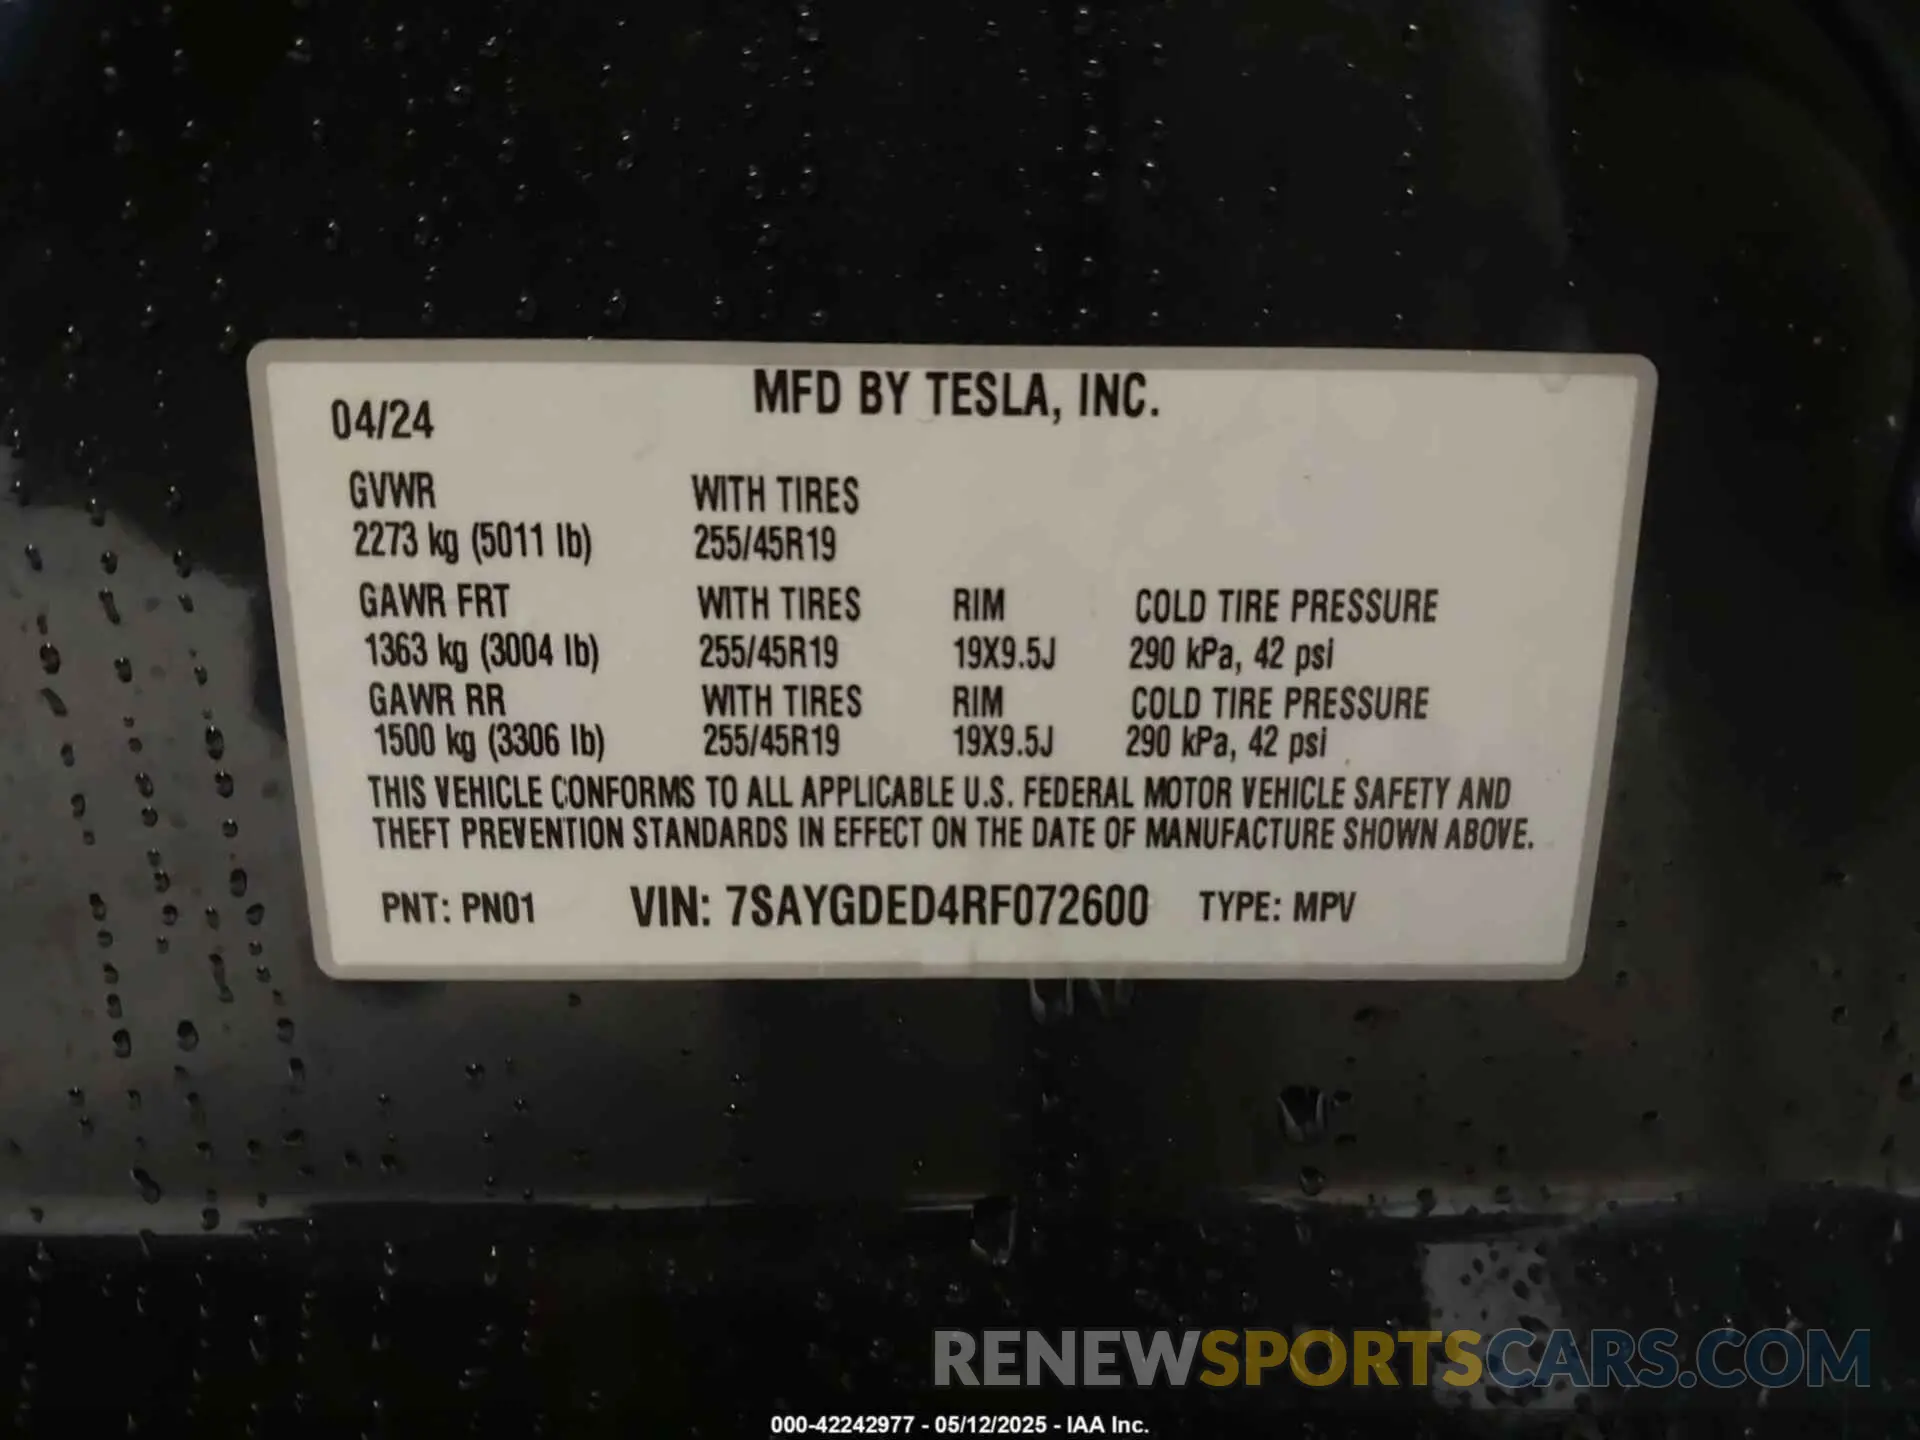 MFD BY TESLA, INC.
04/24
GVWR WITH TIRES
2273 kg (5011 lb) 255/45R19
GAWR FRT WITH TIRES RIM COLD TIRE PRESSURE
1363 kg (3004 lb) 255/45R19 19X9.5J 290 kPa, 42 psi
GAWR RR WITH TIRES RIM COLD TIRE PRESSURE
1500 kg (3306 lb) 255/45R19 19X9.5J 290 kPa, 42 psi
THIS VEHICLE CONFORMS TO ALL APPLICABLE U.S. FEDERAL MOTOR VEHICLE SAFETY AND
THEFT PREVENTION STANDARDS IN EFFECT ON THE DATE OF MANUFACTURE SHOWN ABOVE.
PNT: PN01 VIN: 7SAYGDED4RF072600 TYPE: MPV
RENEWSPORTSCARS.COM
000-42242977 - 05/12/2025 - IAA Inc.